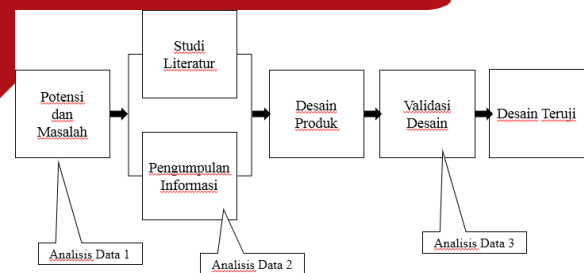 Studi
Literatur
Potensi
dan
Masalah
Pengumpulan
Informasi
Desain
Produk
Validasi
Desain
Desain Teruji
Analisis Data 1
Analisis Data 2
Analisis Data 3